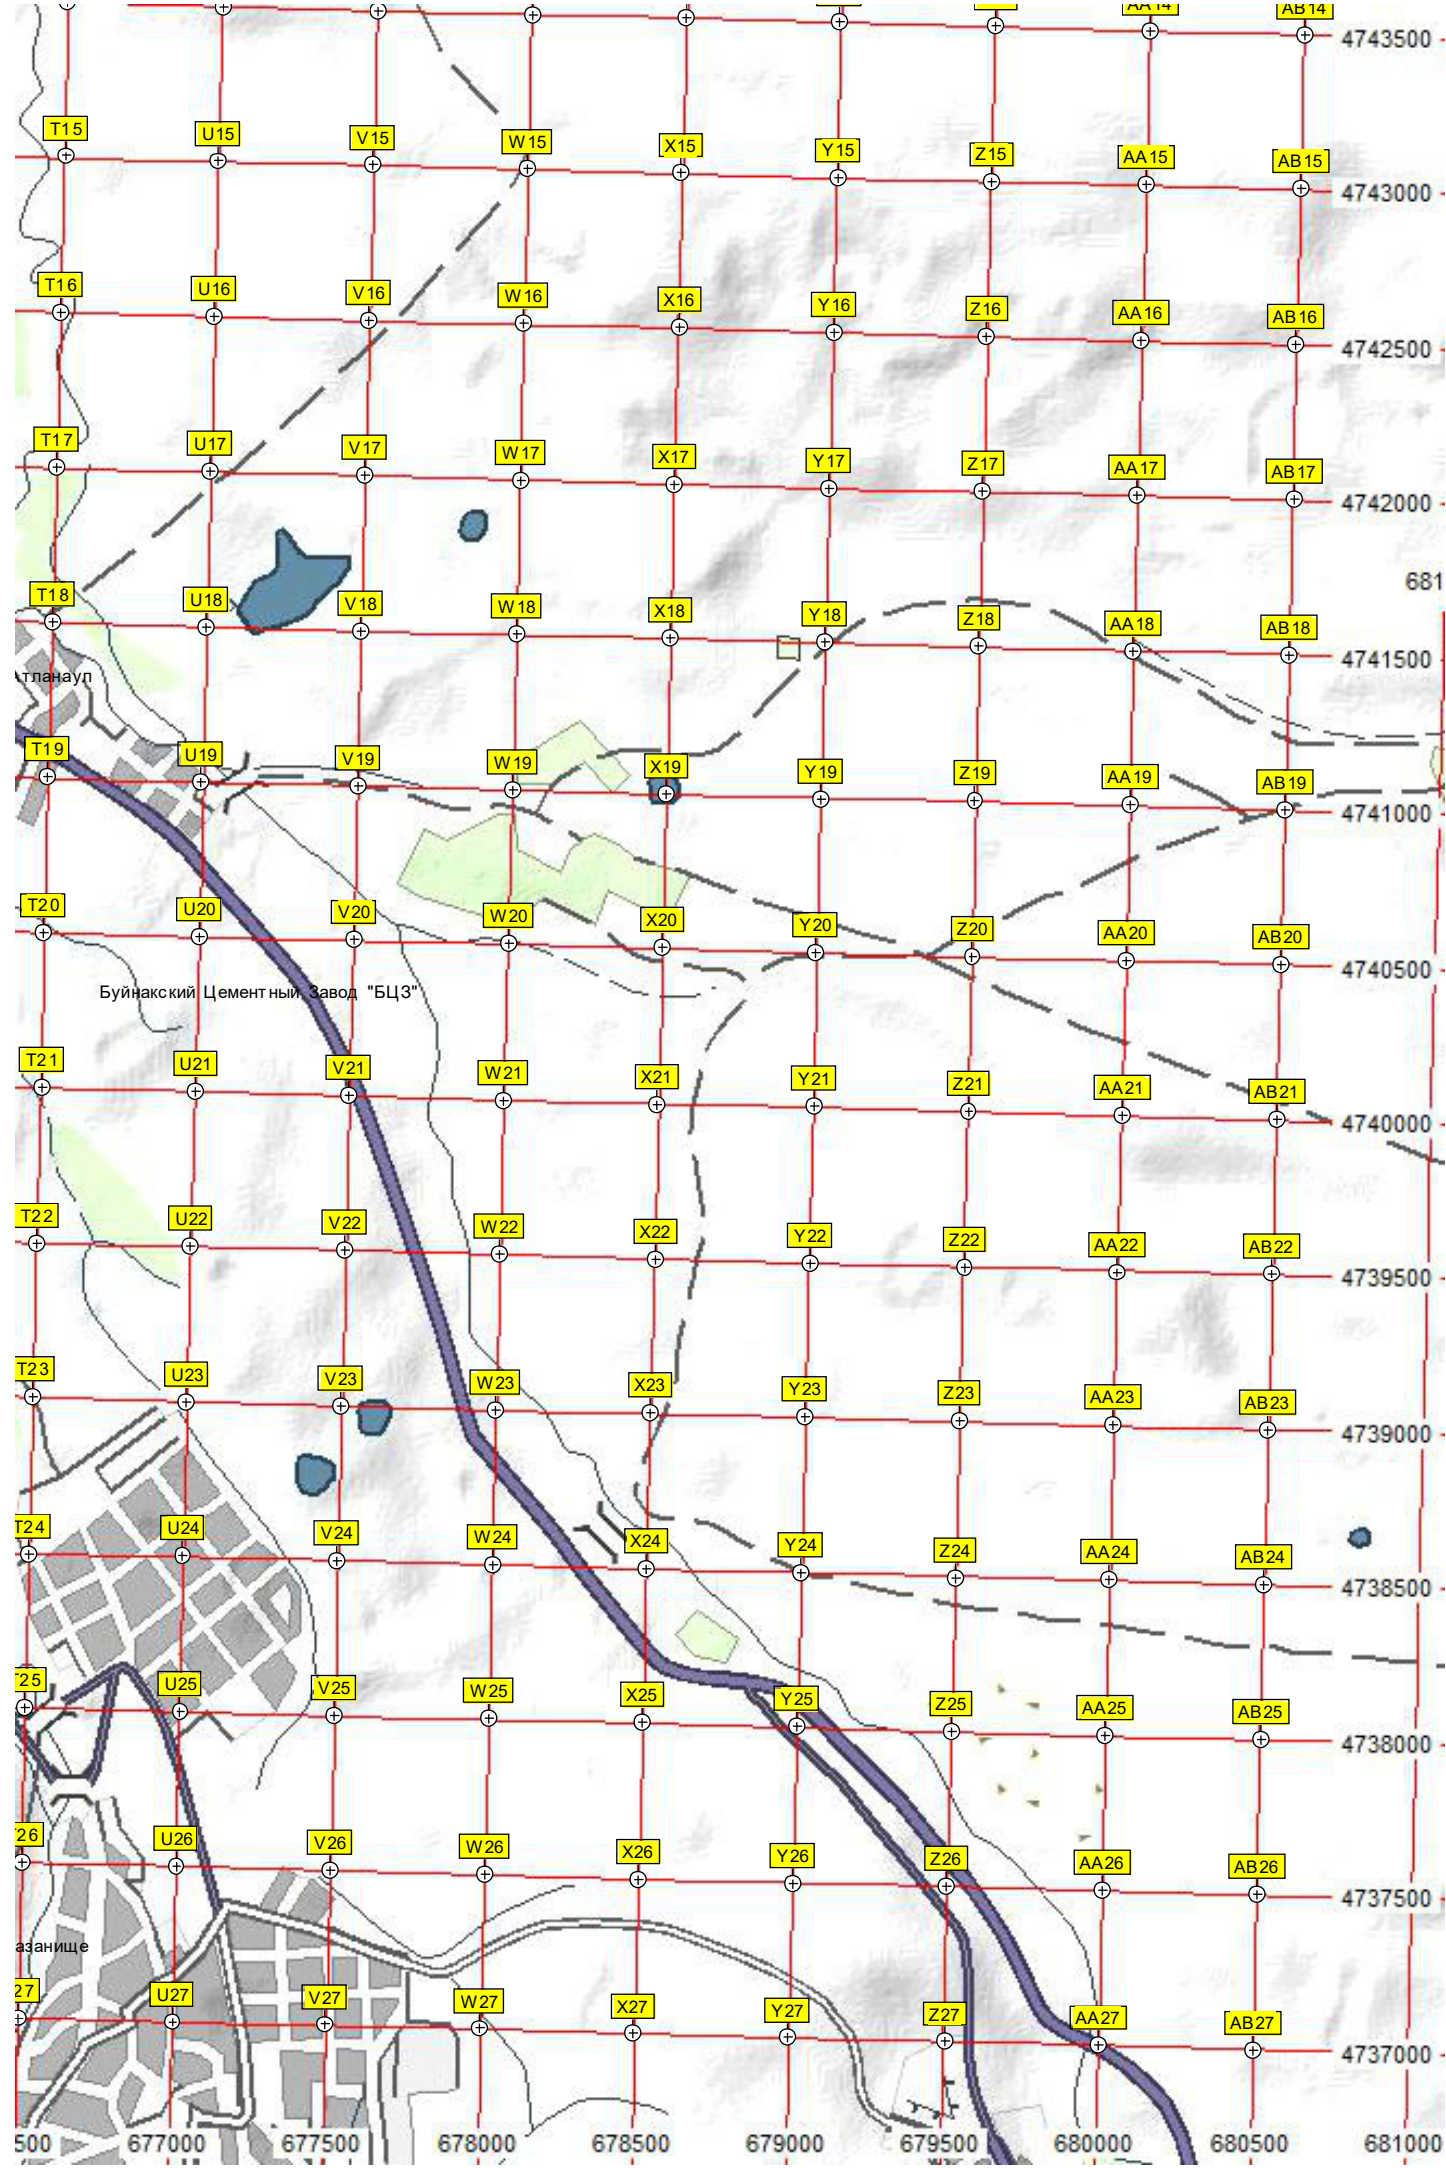 AA14 AB14
4743500
T15 U15 V15 W15 X15 Y15 Z15 AA15 AB15
4743000
T16 U16 V16 W16 X16 Y16 Z16 AA16 AB16
4742500
T17 U17 V17 W17 X17 Y17 Z17 AA17 AB17
4742000
681
T18 U18 V18 W18 X18 Y18 Z18 AA18 AB18
4741500
Атланаул
T19 U19 V19 W19 X19 Y19 Z19 AA19 AB19
4741000
T20 U20 V20 W20 X20 Y20 Z20 AA20 AB20
4740500
Буйнакский Цементный Завод "БЦЗ"
T21 U21 V21 W21 X21 Y21 Z21 AA21 AB21
4740000
T22 U22 V22 W22 X22 Y22 Z22 AA22 AB22
4739500
T23 U23 V23 W23 X23 Y23 Z23 AA23 AB23
4739000
T24 U24 V24 W24 X24 Y24 Z24 AA24 AB24
4738500
T25 U25 V25 W25 X25 Y25 Z25 AA25 AB25
4738000
T26 U26 V26 W26 X26 Y26 Z26 AA26 AB26
4737500
азанище
27 U27 V27 W27 X27 Y27 Z27 AA27 AB27
4737000
500 677000 677500 678000 678500 679000 679500 680000 680500 681000